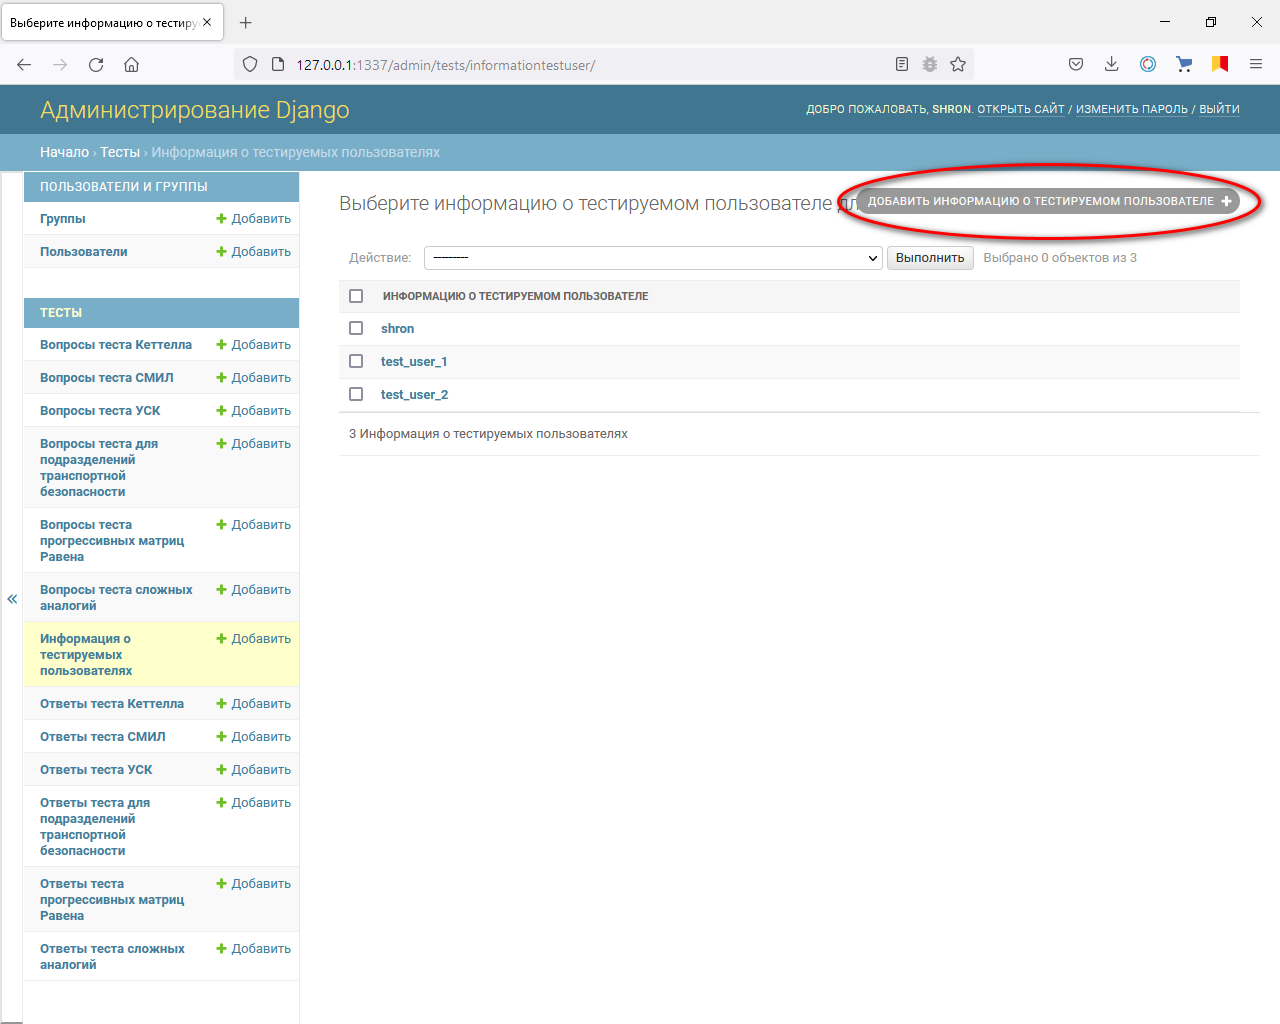 Выберите информацию о тестиру
127.0.0.1:1337/admin/tests/informationtestuser/
Администрирование Django
ДОБРО ПОЖАЛОВАТЬ, SHRON. ОТКРЫТЬ САЙТ / ИЗМЕНИТЬ ПАРОЛЬ / ВЫЙТИ
Начало › Тесты › Информация о тестируемых пользователях
ПОЛЬЗОВАТЕЛИ И ГРУППЫ
Группы Добавить
Пользователи Добавить
ТЕСТЫ
Вопросы теста Кеттелла Добавить
Вопросы теста СМИЛ Добавить
Вопросы теста УСК Добавить
Вопросы теста для Добавить
подразделений
транспортной
безопасности
Вопросы теста Добавить
прогрессивных матриц
Равена
Вопросы теста сложных Добавить
аналогий
Информация о Добавить
тестируемых
пользователях
Ответы теста Кеттелла Добавить
Ответы теста СМИЛ Добавить
Ответы теста УСК Добавить
Ответы теста для Добавить
подразделений
транспортной
безопасности
Ответы теста Добавить
прогрессивных матриц
Равена
Ответы теста сложных Добавить
аналогий
«
Выберите информацию о тестируемом пользователе дл
ДОБАВИТЬ ИНФОРМАЦИЮ О ТЕСТИРУЕМОМ ПОЛЬЗОВАТЕЛЕ
Действие: --------- Выполнить Выбрано 0 объектов из 3
ИНФОРМАЦИЮ О ТЕСТИРУЕМОМ ПОЛЬЗОВАТЕЛЕ
shron
test_user_1
test_user_2
3 Информация о тестируемых пользователях